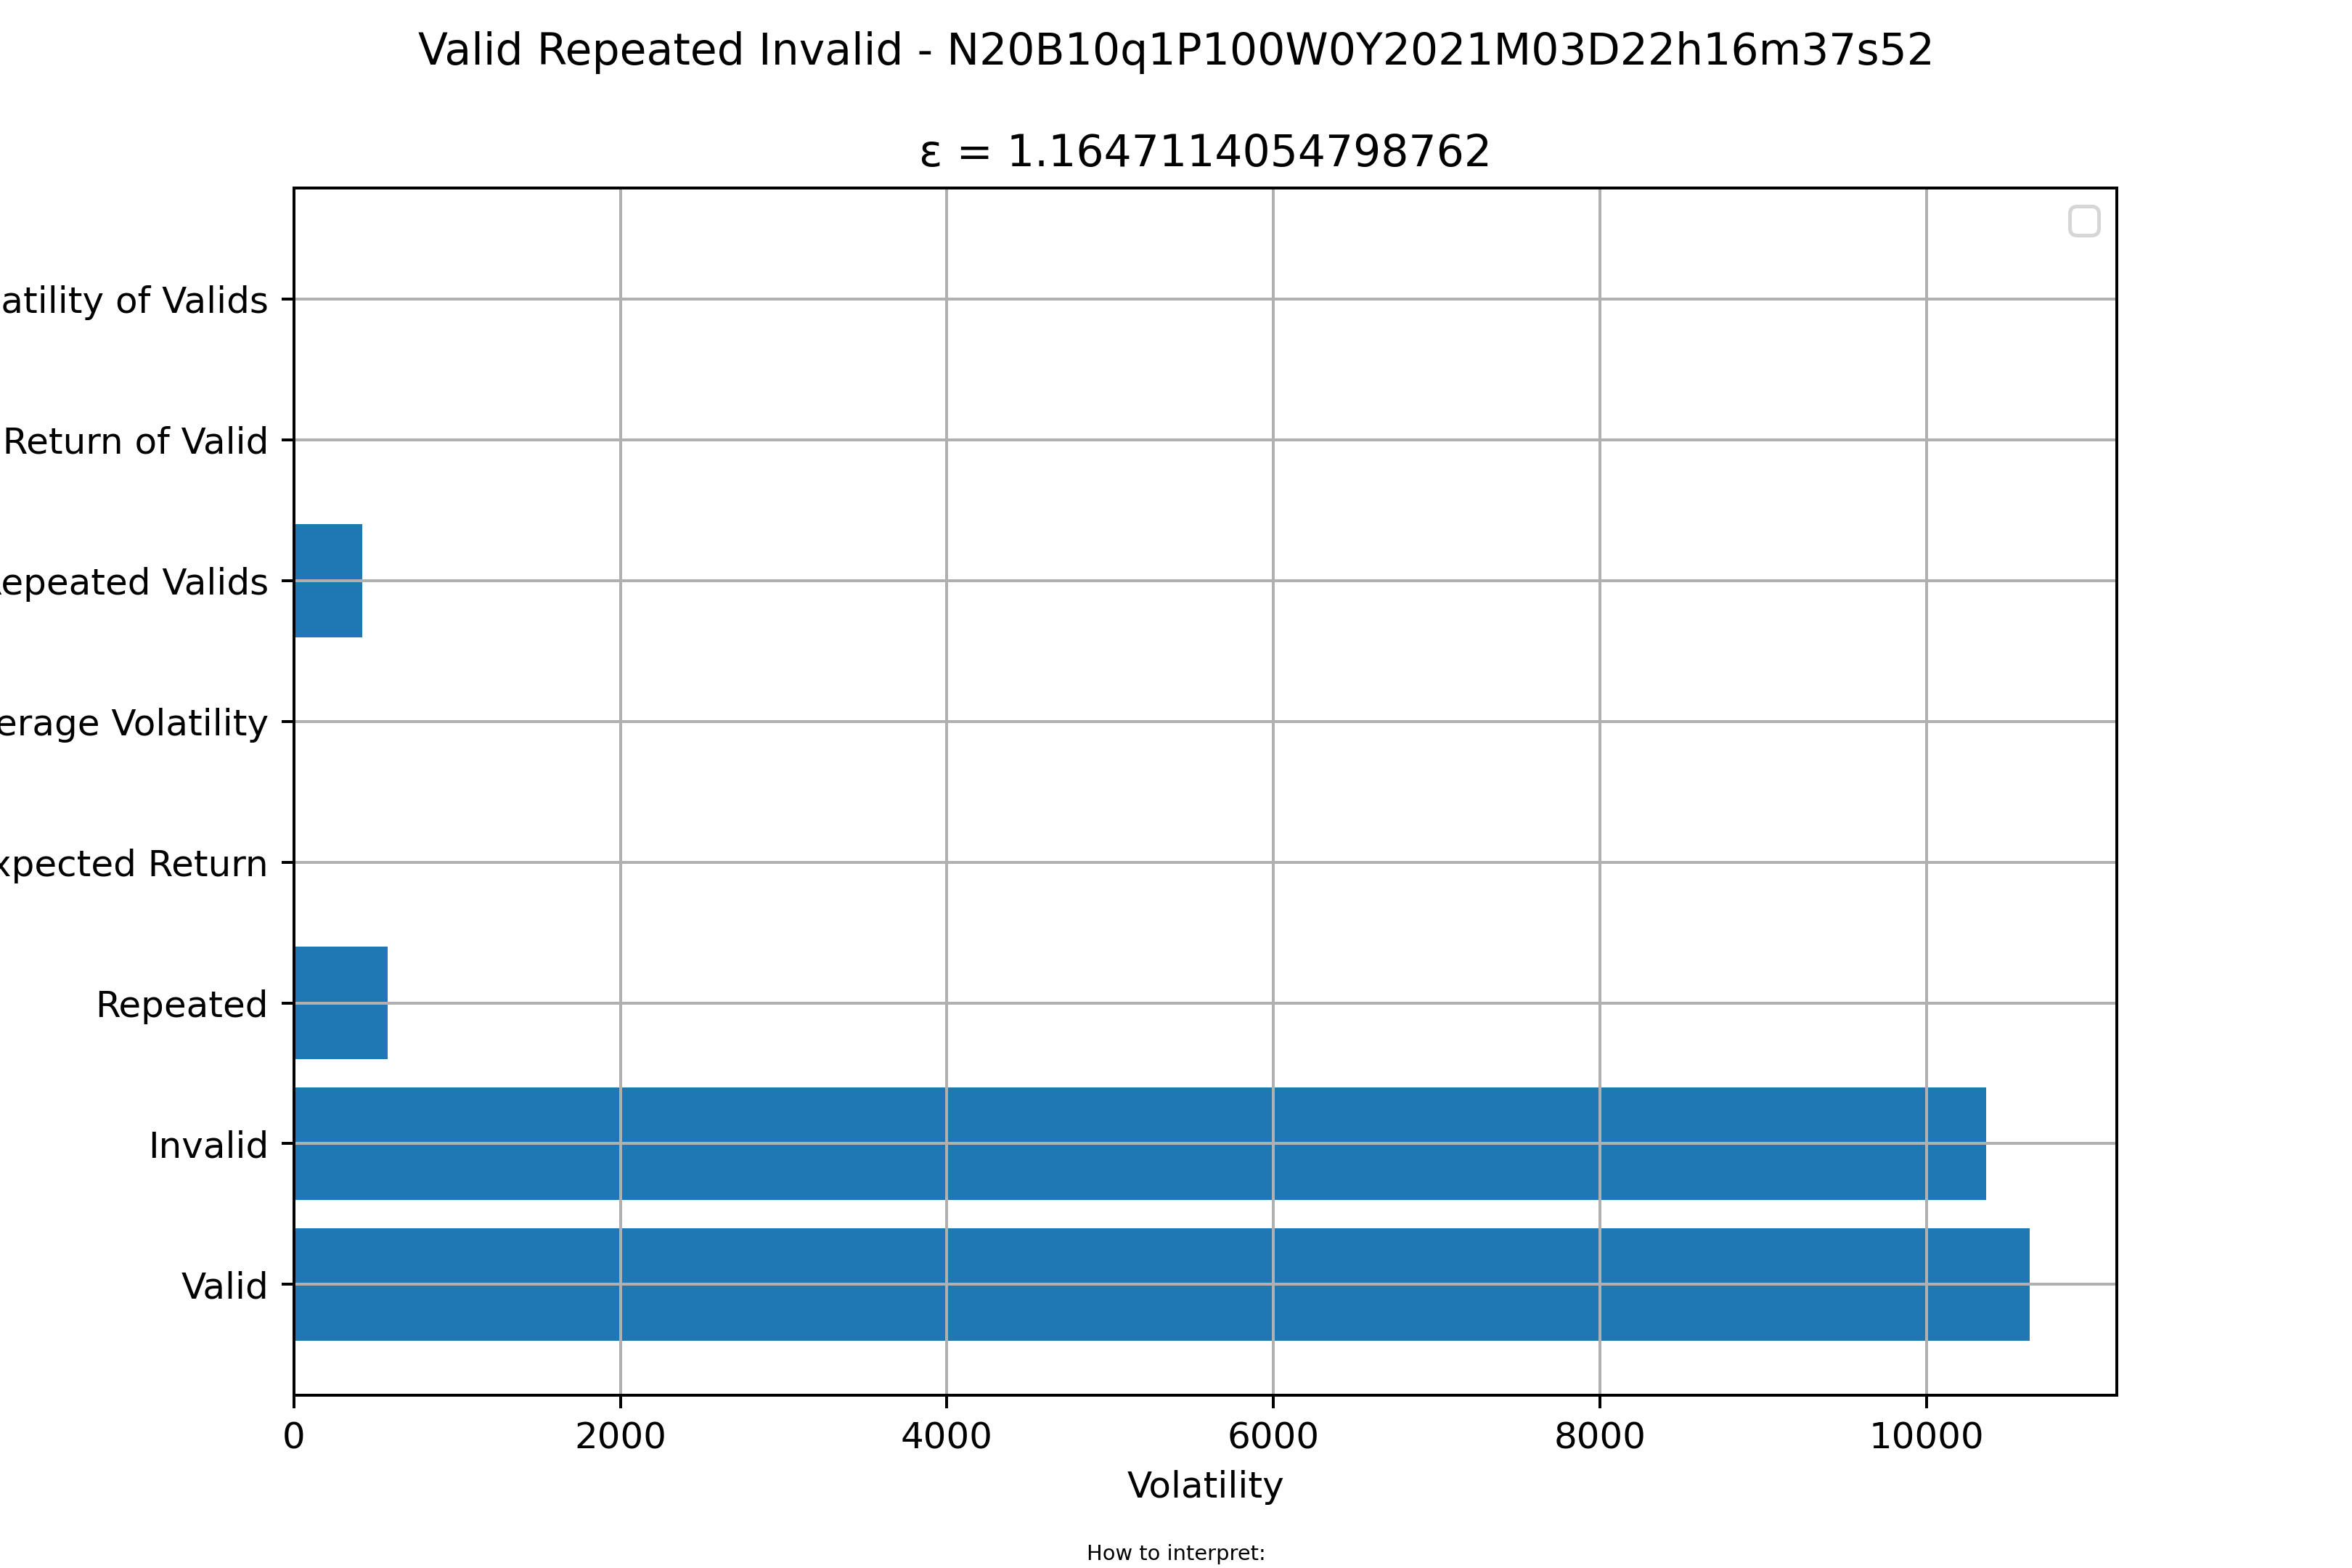 Valid Repeated Invalid - N20B10q1P100W0Y2021M03D22h16m37s52
ε = 1.1647114054798762
atility of Valids
Return of Valid
epeated Valids
erage Volatility
xpected Return
Repeated
Invalid
Valid
0 2000 4000 6000 8000 10000
Volatility
How to interpret: